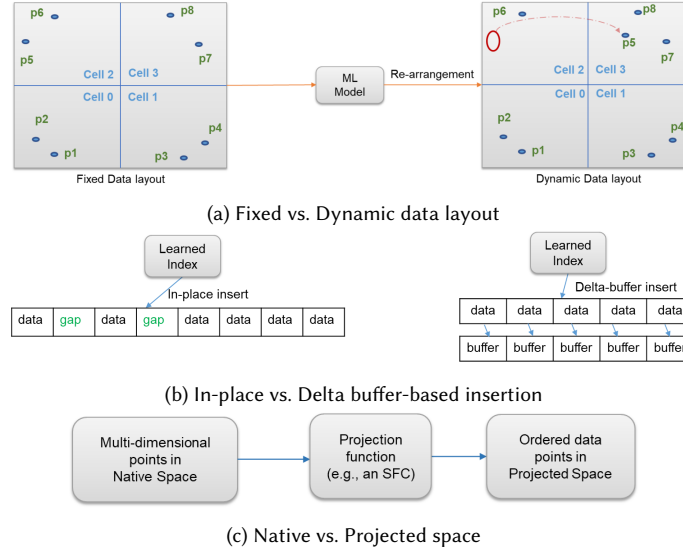 p6
p8
p5
p7
Cell 2 Cell 3
Cell 0 Cell 1
p2
p4
p1
p3
Fixed Data layout
ML
Model
Re-arrangement
p6
p8
p5
p7
Cell 2 Cell 3
Cell 0 Cell 1
p2
p4
p1
p3
Dynamic Data layout
(a) Fixed vs. Dynamic data layout
Learned
Index
In-place insert
data gap data gap data data data data
Learned
Index
Delta-buffer insert
data data data data data
buffer buffer buffer buffer buffer
(b) In-place vs. Delta buffer-based insertion
Multi-dimensional
points in
Native Space
Projection
function
(e.g., an SFC)
Ordered data
points in
Projected Space
(c) Native vs. Projected space